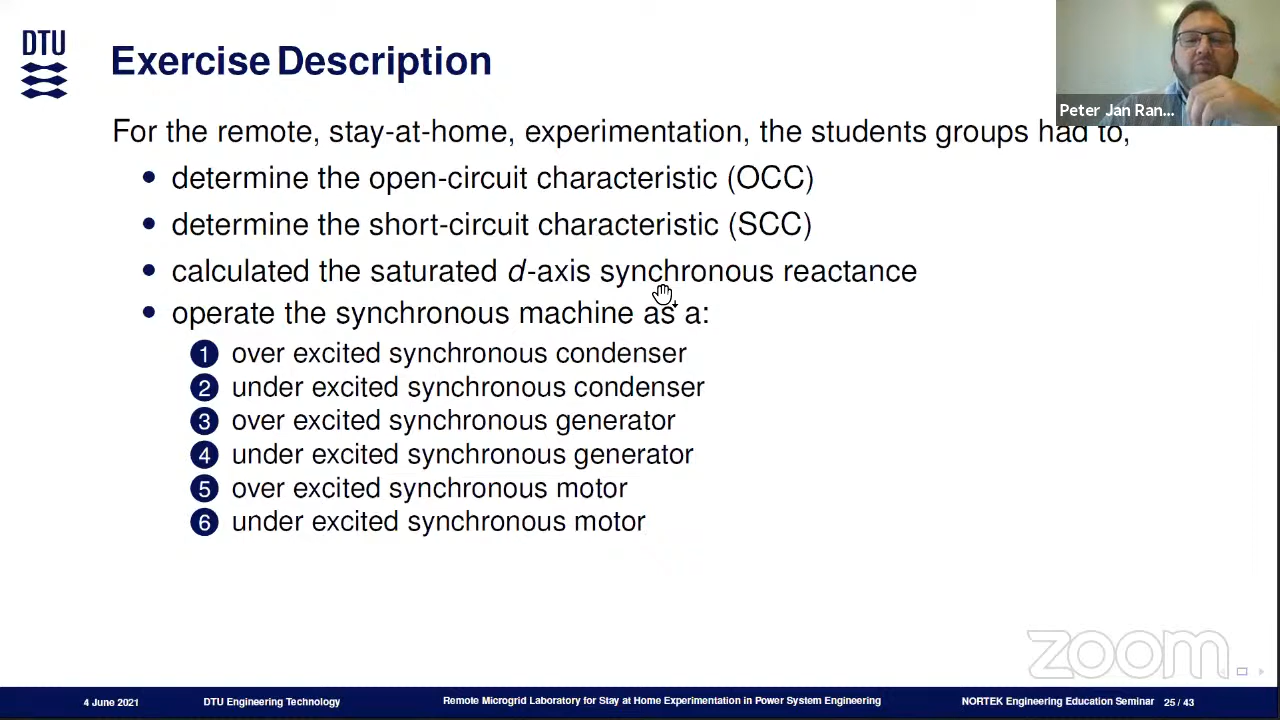 DTU
Exercise Description
Peter Jan Ran...
For the remote, stay-at-home, experimentation, the students groups had to,
determine the open-circuit characteristic (OCC)
determine the short-circuit characteristic (SCC)
calculated the saturated d-axis synchronous reactance
operate the synchronous machine as a:
1 over excited synchronous condenser
2 under excited synchronous condenser
3 over excited synchronous generator
4 under excited synchronous generator
5 over excited synchronous motor
6 under excited synchronous motor
zoom
4 June 2021 DTU Engineering Technology Remote Microgrid Laboratory for Stay at Home Experimentation in Power System Engineering NORTEK Engineering Education Seminar 25 / 43